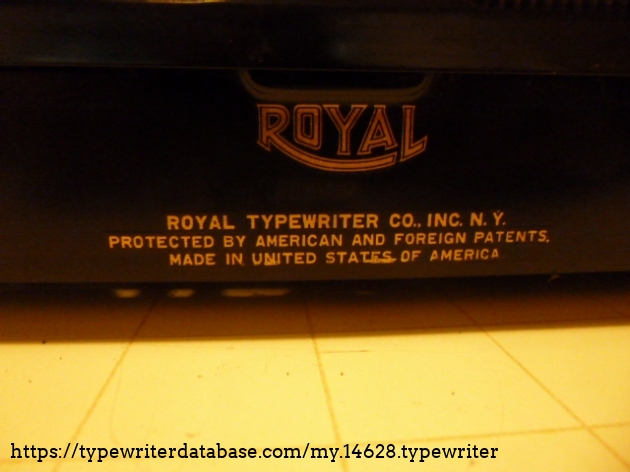 ROYAL
ROYAL TYPEWRITER CO., INC. N. Y.
PROTECTED BY AMERICAN AND FOREIGN PATENTS.
MADE IN UNITED STATES OF AMERICA
https://typewriterdatabase.com/my.14628.typewriter